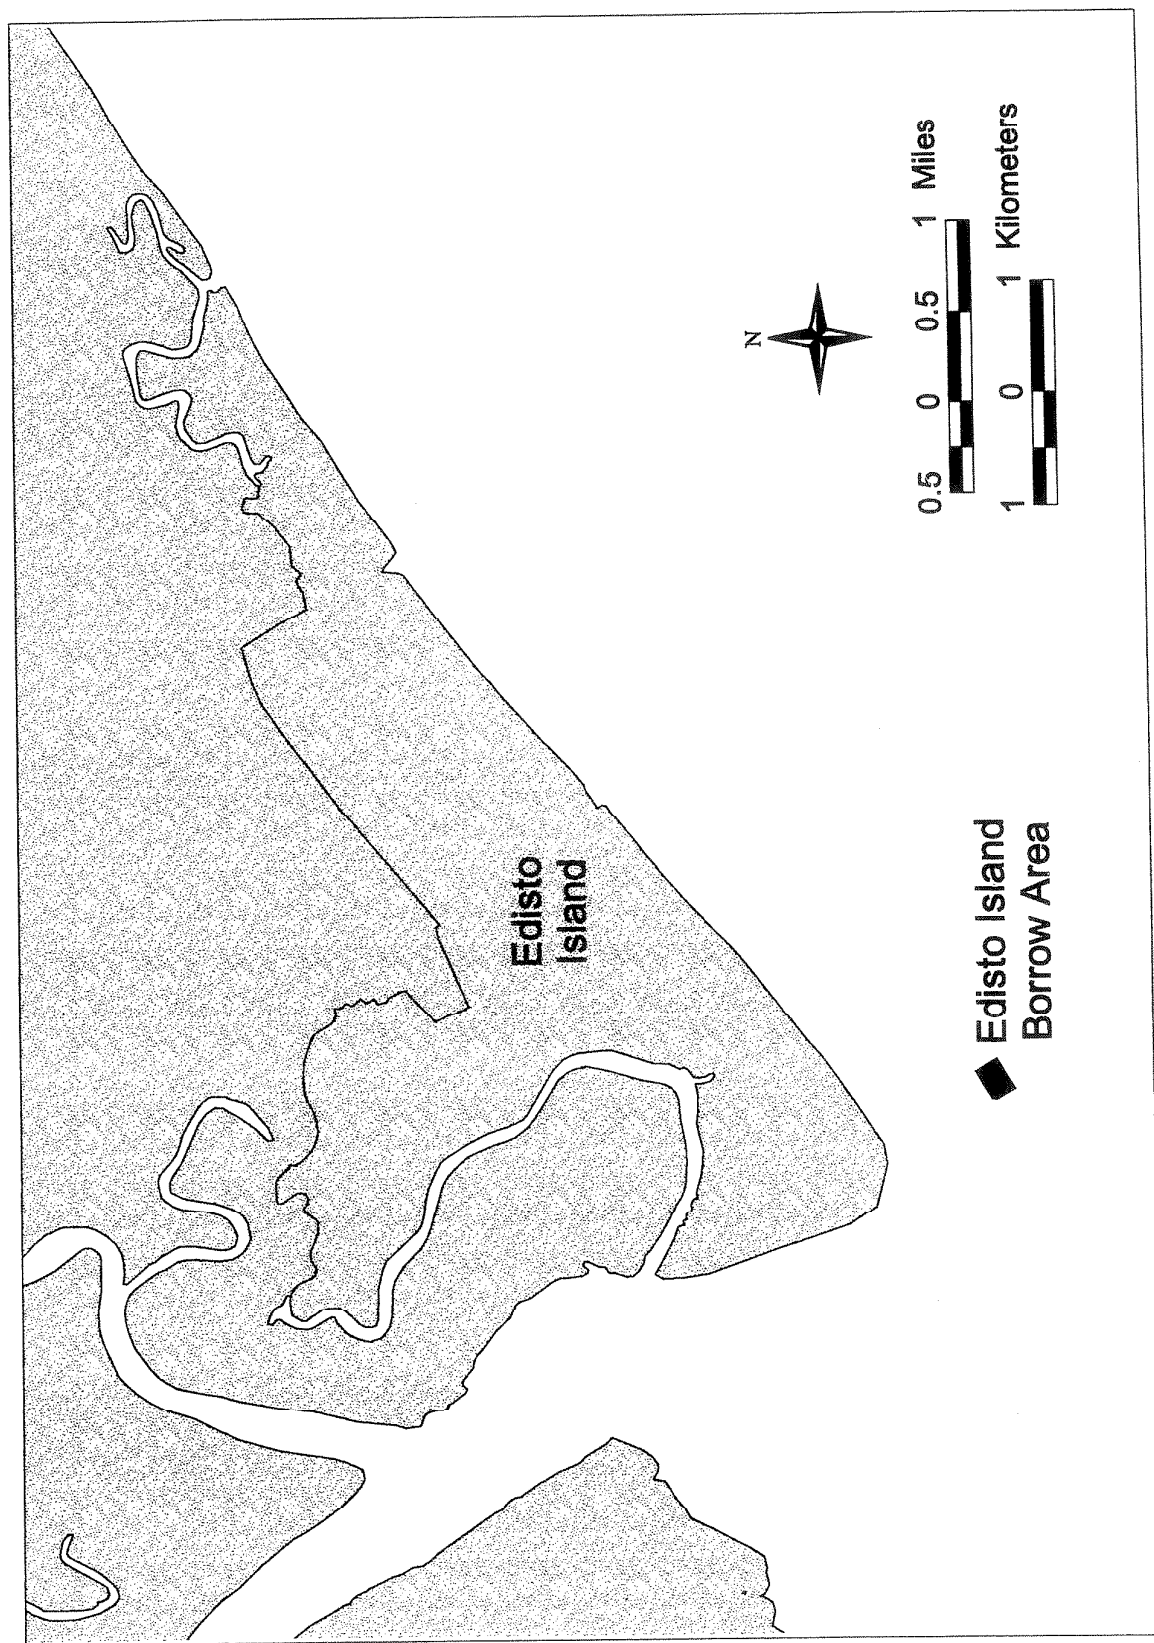 Edisto
Island
N
0.5 0 0.5 1 Miles
1 0 1 Kilometers
Edisto Island
Borrow Area